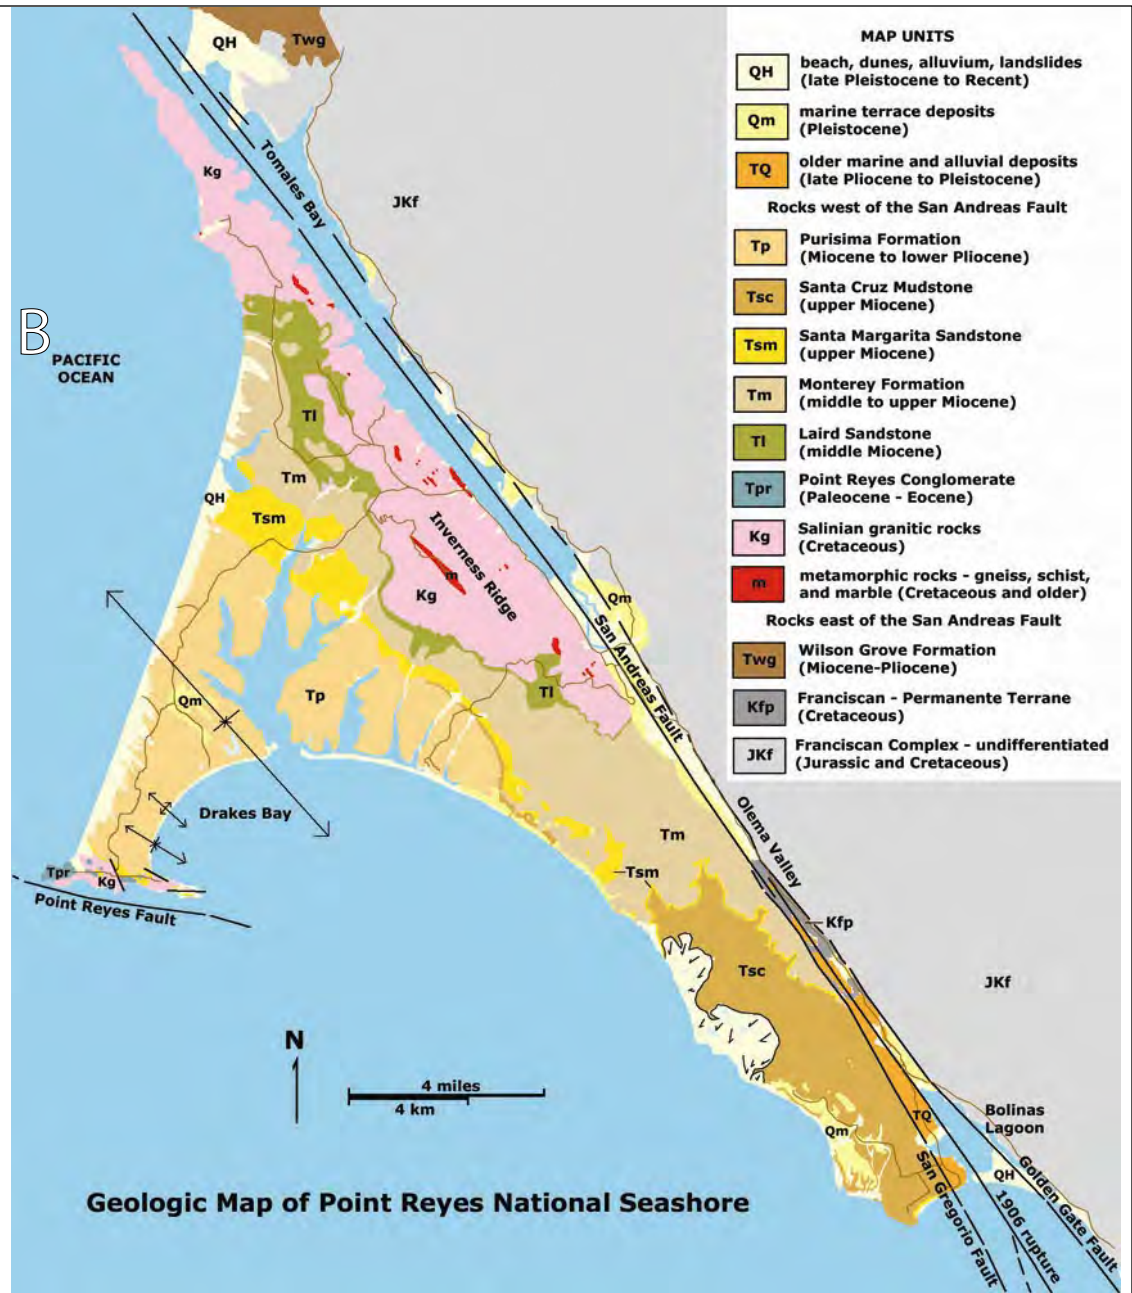 QH
Twg
Kg
Tomales Bay
JKf
B
PACIFIC
OCEAN
Tl
Tm
QH
Tsm
Inverness Ridge
m
Kg
Qm
San Andreas Fault
Tl
Qm
Tp
Drakes Bay
Tm
Olema Valley
Tpr
Kg
Point Reyes Fault
Tsm
Kfp
Tsc
JKf
N
4 miles
4 km
TQ
Bolinas
Lagoon
Qm
QH
San Gregorio Fault
1906 rupture
Golden Gate Fault
Geologic Map of Point Reyes National Seashore
MAP UNITS
QH
beach, dunes, alluvium, landslides
(late Pleistocene to Recent)
Qm
marine terrace deposits
(Pleistocene)
TQ
older marine and alluvial deposits
(late Pliocene to Pleistocene)
Rocks west of the San Andreas Fault
Tp
Purisima Formation
(Miocene to lower Pliocene)
Tsc
Santa Cruz Mudstone
(upper Miocene)
Tsm
Santa Margarita Sandstone
(upper Miocene)
Tm
Monterey Formation
(middle to upper Miocene)
Tl
Laird Sandstone
(middle Miocene)
Tpr
Point Reyes Conglomerate
(Paleocene - Eocene)
Kg
Salinian granitic rocks
(Cretaceous)
m
metamorphic rocks - gneiss, schist,
and marble (Cretaceous and older)
Rocks east of the San Andreas Fault
Twg
Wilson Grove Formation
(Miocene-Pliocene)
Kfp
Franciscan - Permanente Terrane
(Cretaceous)
JKf
Franciscan Complex - undifferentiated
(Jurassic and Cretaceous)